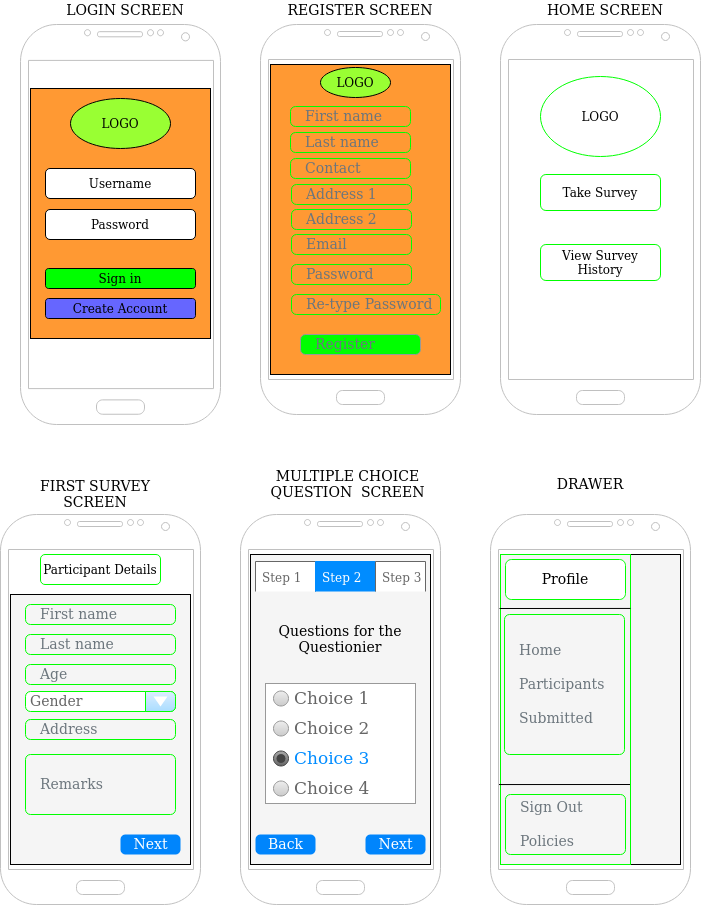 LOGIN SCREEN
LOGO
Username
Password
Sign in
Create Account
REGISTER SCREEN
LOGO
First name
Last name
Contact
Address 1
Address 2
Email
Password
Re-type Password
Register
HOME SCREEN
LOGO
Take Survey
View Survey
History
FIRST SURVEY
SCREEN
Participant Details
First name
Last name
Age
Gender
Address
Remarks
Next
MULTIPLE CHOICE
QUESTION SCREEN
Step 1 Step 2 Step 3
Questions for the
Questionier
Choice 1
Choice 2
Choice 3
Choice 4
Back Next
DRAWER
Profile
Home
Participants
Submitted
Sign Out
Policies